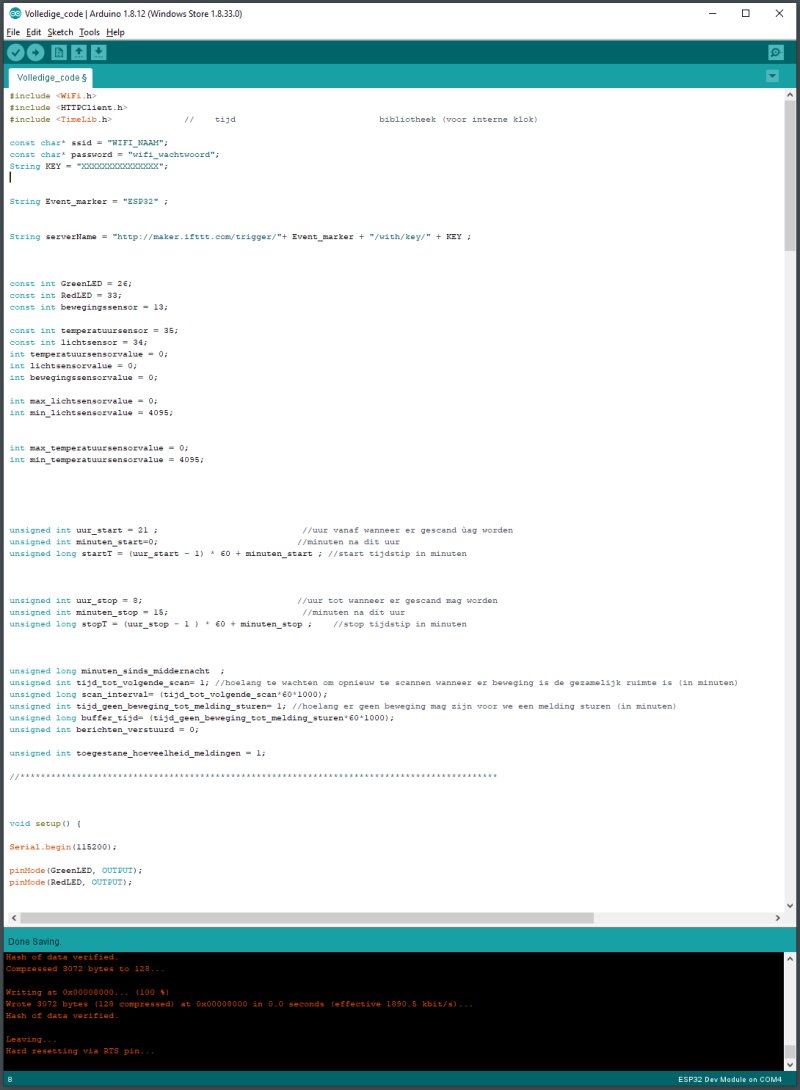 Volledige_code | Arduino 1.8.12 (Windows Store 1.8.33.0)
File Edit Sketch Tools Help
Volledige_code §
#include <WiFi.h>
#include <HTTPClient.h>
#include <TimeLib.h> // tijd bibliotheek (voor interne klok)
const char* ssid = "WIFI_NAAM";
const char* password = "wifi_wachtwoord";
String KEY = "XXXXXXXXXXXXXXX";
String Event_marker = "ESP32" ;
String serverName = "http://maker.ifttt.com/trigger/"+ Event_marker + "/with/key/" + KEY ;
const int GreenLED = 26;
const int RedLED = 33;
const int bewegingssensor = 13;
const int temperatuursensor = 35;
const int lichtsensor = 34;
int temperatuursensorvalue = 0;
int lichtsensorvalue = 0;
int bewegingssensorvalue = 0;
int max_lichtsensorvalue = 0;
int min_lichtsensorvalue = 4095;
int max_temperatuursensorvalue = 0;
int min_temperatuursensorvalue = 4095;
unsigned int uur_start = 21 ; //uur vanaf wanneer er gescand ùag worden
unsigned int minuten_start=0; //minuten na dit uur
unsigned long startT = (uur_start - 1) * 60 + minuten_start ; //start tijdstip in minuten
unsigned int uur_stop = 8; //uur tot wanneer er gescand mag worden
unsigned int minuten_stop = 15; //minuten na dit uur
unsigned long stopT = (uur_stop - 1 ) * 60 + minuten_stop ; //stop tijdstip in minuten
unsigned long minuten_sinds_middernacht ;
unsigned int tijd_tot_volgende_scan= 1; //hoelang te wachten om opnieuw te scannen wanneer er beweging is de gezamelijk ruimte is (in minuten)
unsigned long scan_interval= (tijd_tot_volgende_scan*60*1000);
unsigned int tijd_geen_beweging_tot_melding_sturen= 1; //hoelang er geen beweging mag zijn voor we een melding sturen (in minuten)
unsigned long buffer_tijd= (tijd_geen_beweging_tot_melding_sturen*60*1000);
unsigned int berichten_verstuurd = 0;
unsigned int toegestane_hoeveelheid_meldingen = 1;
//*********************************************************************************************
void setup() {
Serial.begin(115200);
pinMode(GreenLED, OUTPUT);
pinMode(RedLED, OUTPUT);
Done Saving.
Hash of data verified.
Compressed 3072 bytes to 128...
Writing at 0x00008000... (100 %)
Wrote 3072 bytes (128 compressed) at 0x00008000 in 0.0 seconds (effective 1890.5 kbit/s)...
Hash of data verified.
Leaving...
Hard resetting via RTS pin...
8 ESP32 Dev Module on COM4